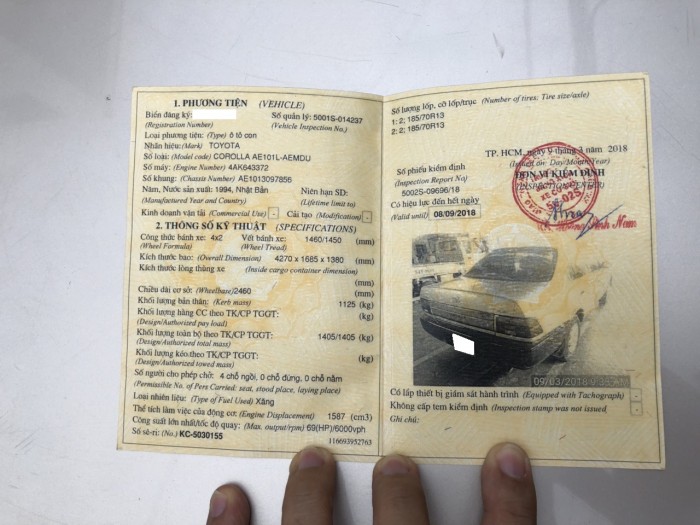 1. PHƯƠNG TIỆN (VEHICLE)
Biển đăng ký: Số quản lý: 5001S-014237
(Registration Number) (Vehicle Inspection No.)
Loại phương tiện: (Type) ô tô con
Nhãn hiệu: (Mark) TOYOTA
Số loại: (Model code) COROLLA AE101L-AEMDU
Số máy: (Engine Number) 4AK643372
Số khung: (Chassis Number) AE1013097856
Năm, Nước sản xuất: 1994, Nhật Bản Niên hạn SD:
(Manufactured Year and Country) (Lifetime limit to)
Kinh doanh vận tải (Commercial Use) - Cải tạo (Modification) -
2. THÔNG SỐ KỸ THUẬT (SPECIFICATIONS)
Công thức bánh xe: 4x2 Vết bánh xe: 1460/1450 (mm)
(Wheel Formula) (Wheel Tread)
Kích thước bao: (Overall Dimension) 4270 x 1685 x 1380 (mm)
Kích thước lòng thùng xe (Inside cargo container dimension)
(mm)
Chiều dài cơ sở: (Wheelbase) 2460 (mm)
Khối lượng bản thân: (Kerb mass) 1125 (kg)
Khối lượng hàng CC theo TK/CP TGGT: (kg)
(Design/Authorized pay load)
Khối lượng toàn bộ theo TK/CP TGGT: 1405/1405 (kg)
(Design/Authorized total mass)
Khối lượng kéo theo TK/CP TGGT: (kg)
(Design/Authorized towed mass)
Số người cho phép chở: 4 chỗ ngồi, 0 chỗ đứng, 0 chỗ nằm
(Permissible No. of Pers Carried: seat, stood place, laying place)
Loại nhiên liệu: (Type of Fuel Used) Xăng
Thể tích làm việc của động cơ: (Engine Displacement) 1587 (cm3)
Công suất lớn nhất/tốc độ quay: (Max. output/rpm) 69(HP)/6000vph
Số sê-ri: (No.) KC-5030155 116693952763
Số lượng lốp, cỡ lốp/trục (Number of tires; Tire size/axle)
1: 2; 185/70R13
2: 2; 185/70R13
TP. HCM, ngày 9 tháng 3 năm 2018
(Issued on: Day/Month/Year)
Số phiếu kiểm định ĐƠN VỊ KIỂM ĐỊNH
(Inspection Report No) (INSPECTION CENTER)
5002S-09696/18
Có hiệu lực đến hết ngày
(Valid until) 08/09/2018
09/03/2018
Có lắp thiết bị giám sát hành trình (Equipped with Tachograph) -
Không cấp tem kiểm định (Inspection stamp was not issued) -
Ghi chú: